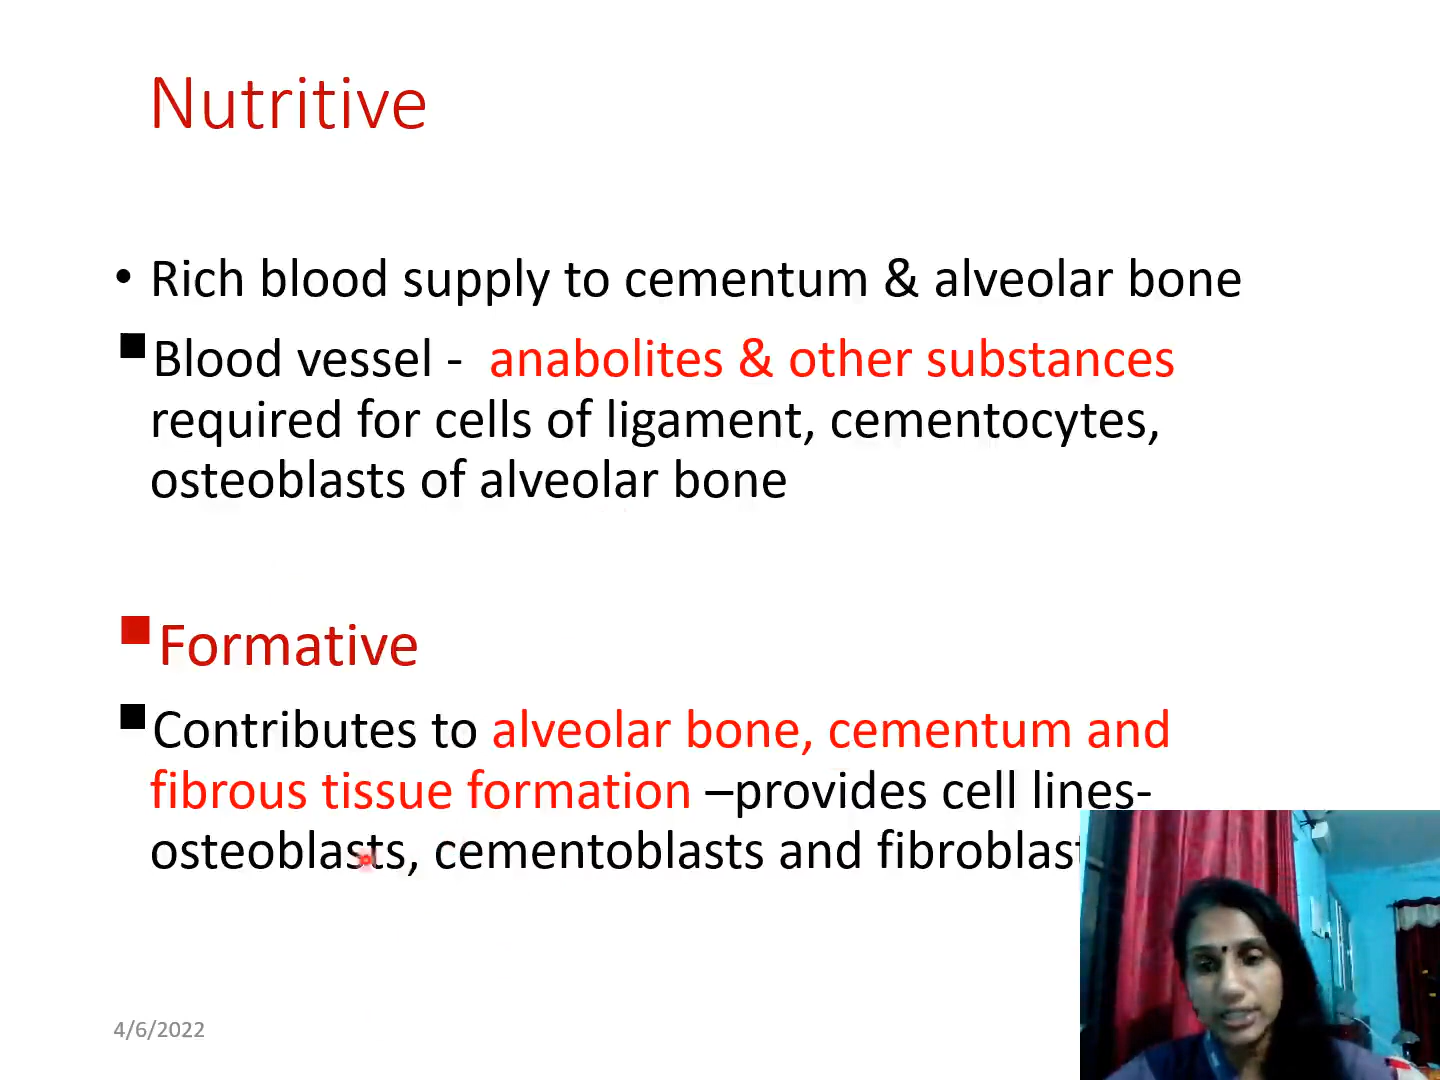 Nutritive
• Rich blood supply to cementum & alveolar bone
▪Blood vessel - anabolites & other substances
required for cells of ligament, cementocytes,
osteoblasts of alveolar bone
▪Formative
▪Contributes to alveolar bone, cementum and
fibrous tissue formation –provides cell lines-
osteoblasts, cementoblasts and
4/6/2022